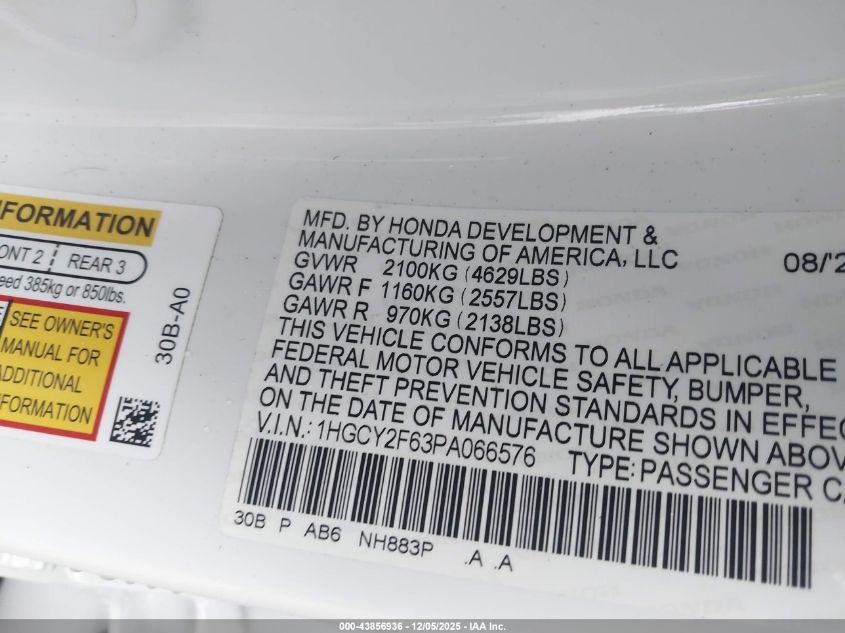 NFORMATION
ONT 2 REAR 3
eed 385kg or 850lbs.
SEE OWNER'S
MANUAL FOR
ADDITIONAL
NFORMATION
30B-A0
MFD. BY HONDA DEVELOPMENT &
MANUFACTURING OF AMERICA, LLC 08/'2
GVWR 2100KG (4629LBS)
GAWR F 1160KG (2557LBS)
GAWR R 970KG (2138LBS)
THIS VEHICLE CONFORMS TO ALL APPLICABLE
FEDERAL MOTOR VEHICLE SAFETY, BUMPER,
AND THEFT PREVENTION STANDARDS IN EFFEC
ON THE DATE OF MANUFACTURE SHOWN ABOV
V.I.N.: 1HGCY2F63PA066576 TYPE: PASSENGER CA
30B P AB6 NH883P .A .A
000-43856936 - 12/05/2025 - IAA Inc.